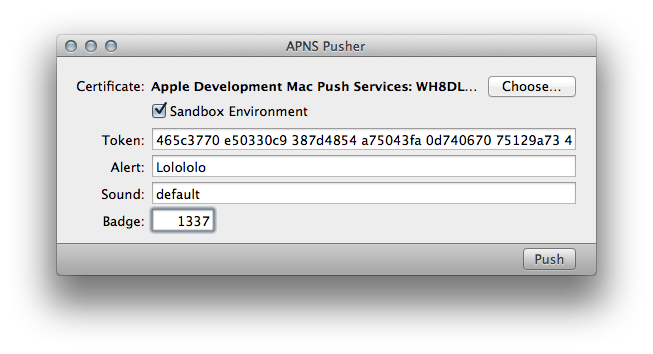 APNS Pusher
Certificate: Apple Development Mac Push Services: WH8DL... Choose...
Sandbox Environment
Token: 465c3770 e50330c9 387d4854 a75043fa 0d740670 75129a73 4
Alert: Lolololo
Sound: default
Badge: 1337
Push